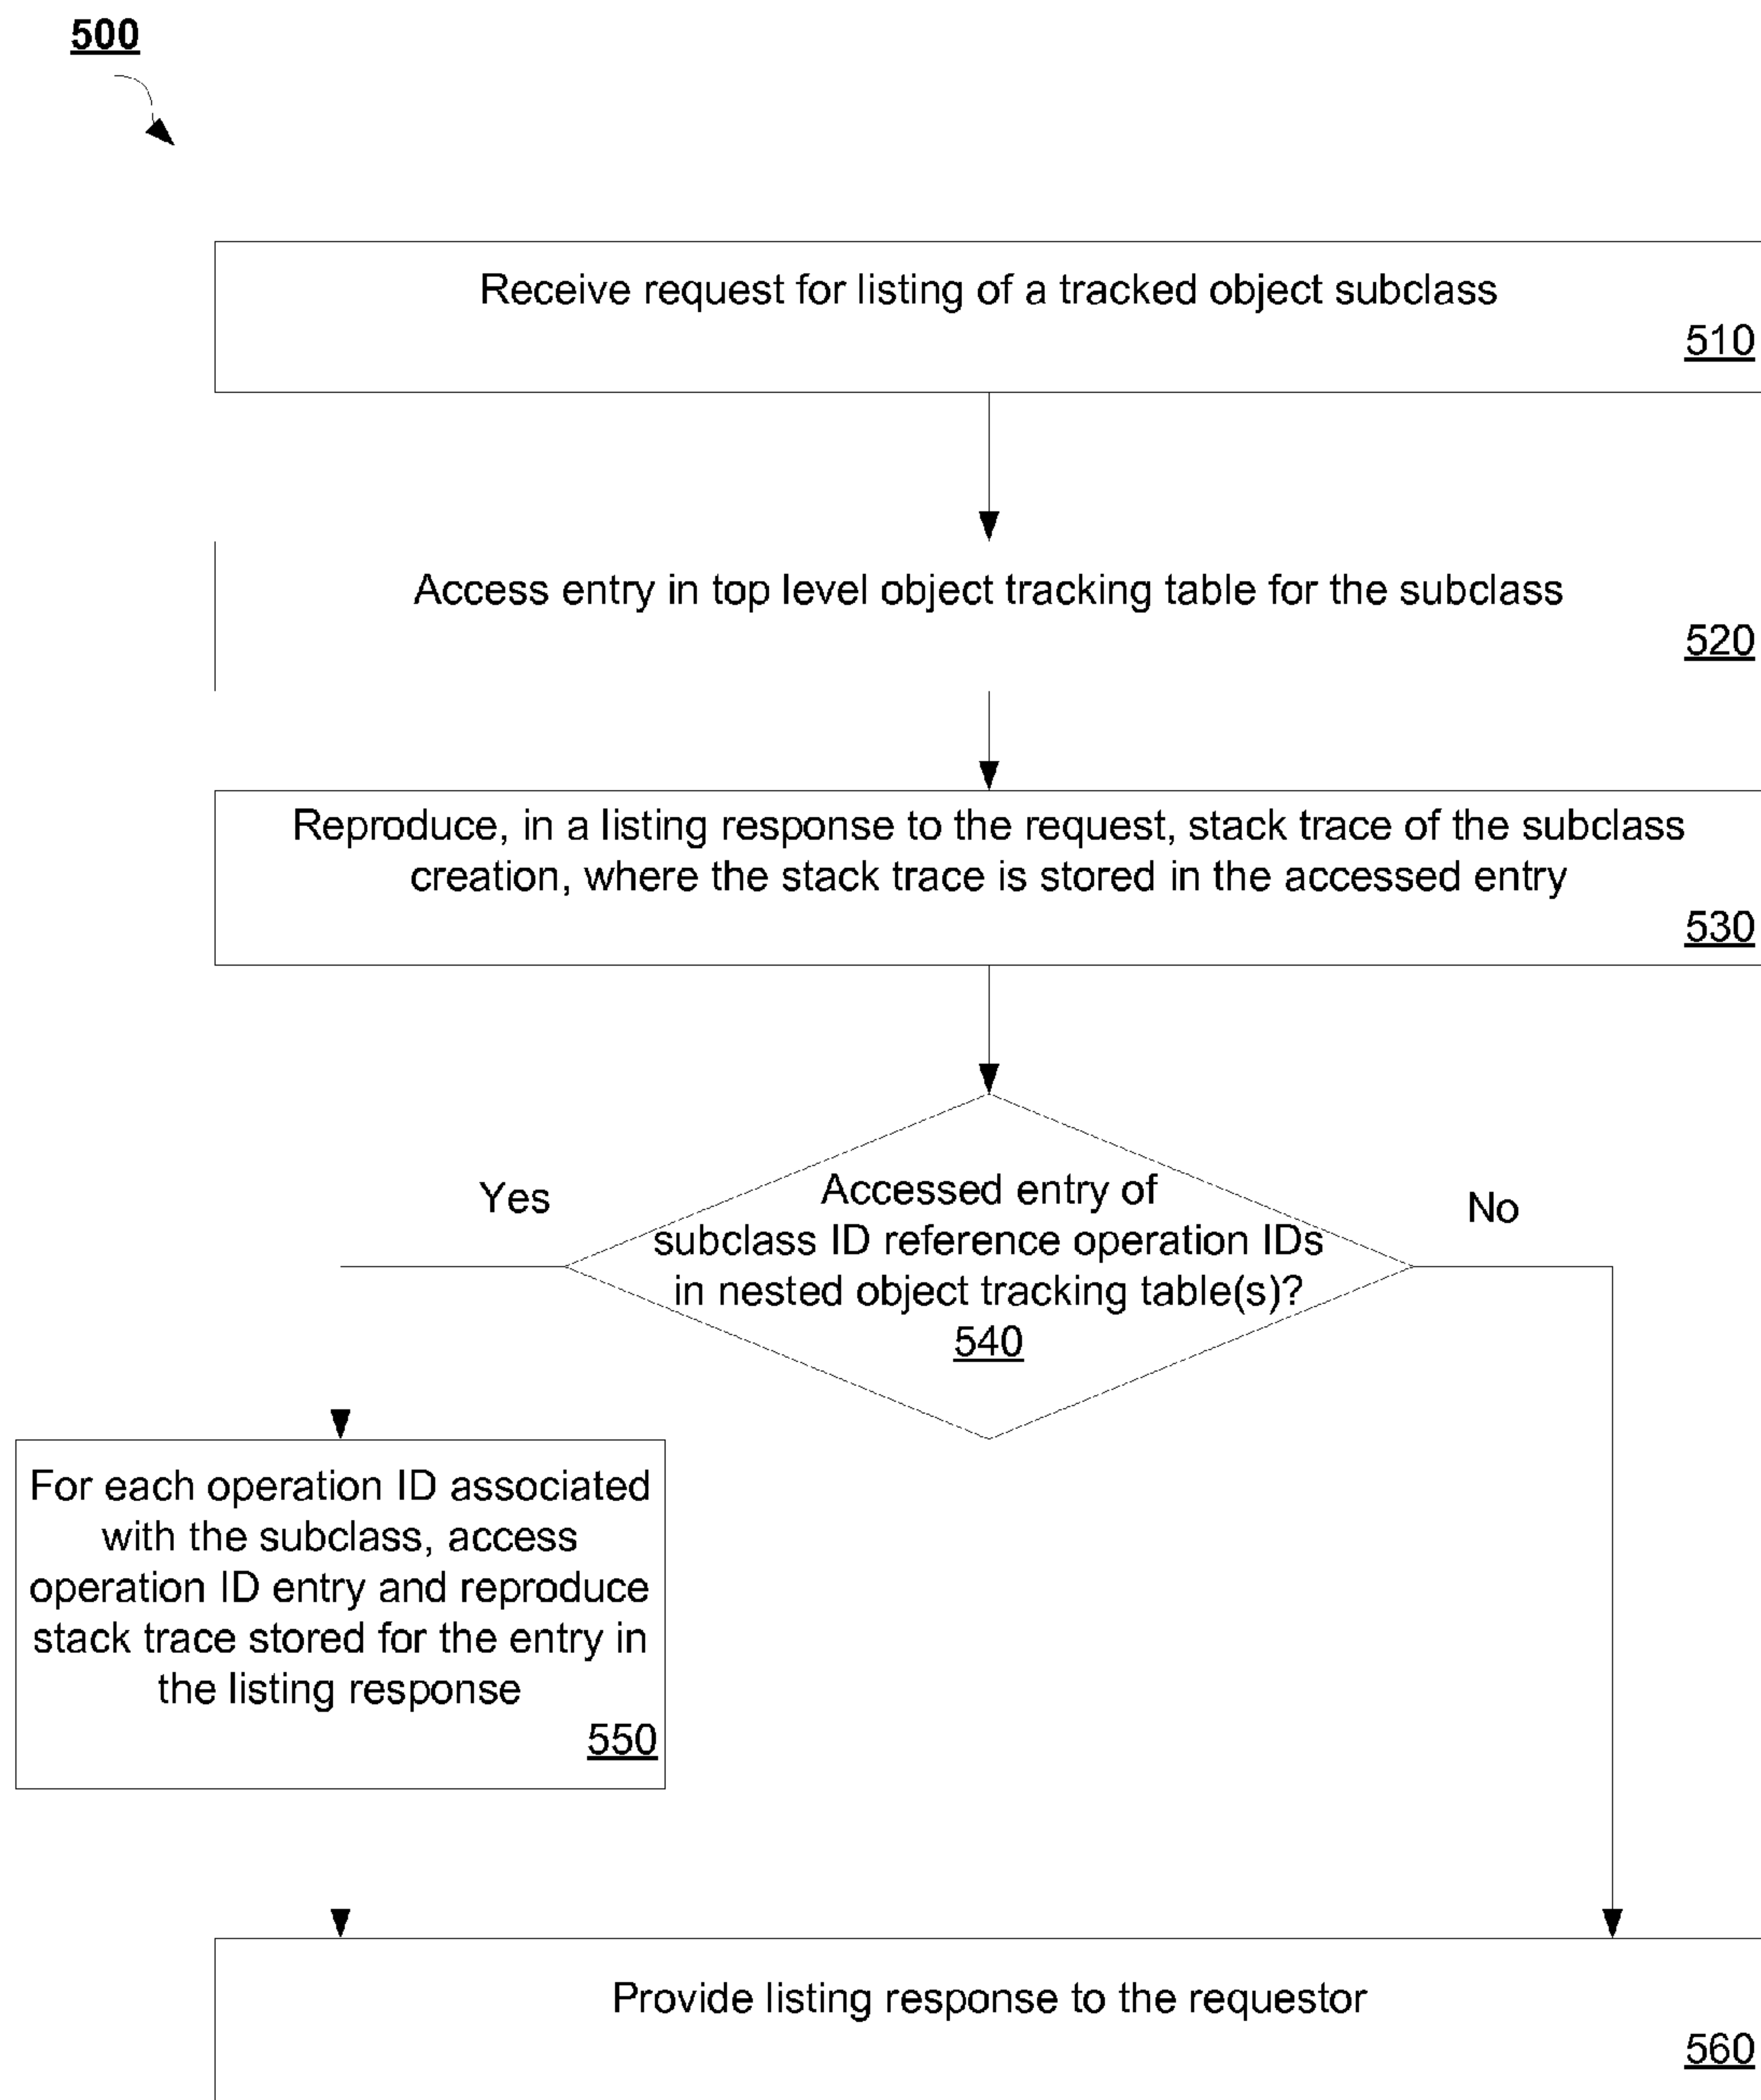 500
Receive request for listing of a tracked object subclass
510
Access entry in top level object tracking table for the subclass
520
Reproduce, in a listing response to the request, stack trace of the subclass
creation, where the stack trace is stored in the accessed entry
530
Yes
No
Accessed entry of
subclass ID reference operation IDs
in nested object tracking table(s)?
540
For each operation ID associated
with the subclass, access
operation ID entry and reproduce
stack trace stored for the entry in
the listing response
550
Provide listing response to the requestor
560